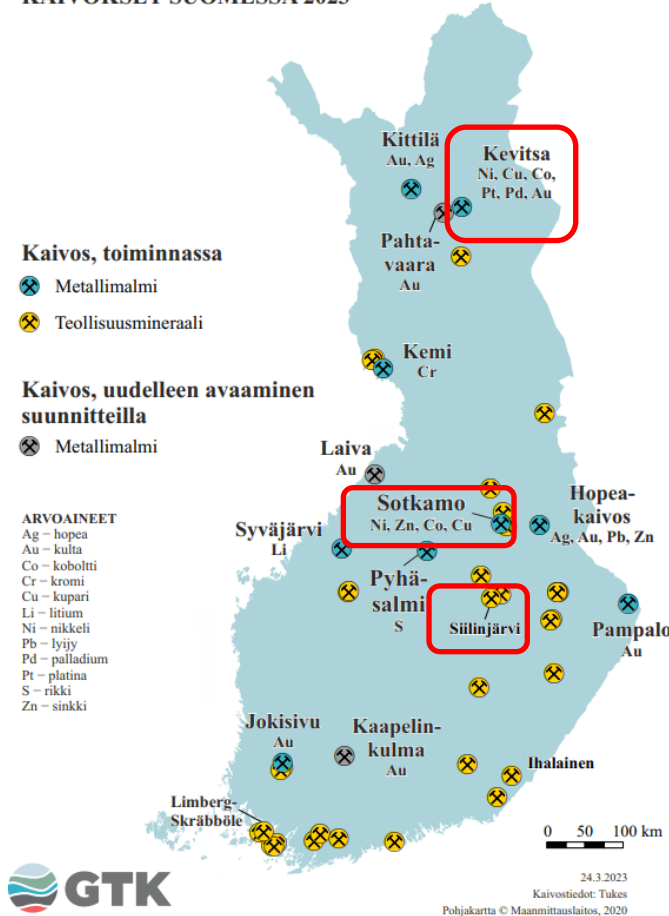 KAIVOKSET SUOMESSA 2023
Kittilä
Au, Ag
Kevitsa
Ni, Cu, Co,
Pt, Pd, Au
Pahta-
vaara
Au
Kaivos, toiminnassa
Metallimalmi
Teollisuusmineraali
Kemi
Cr
Kaivos, uudelleen avaaminen
suunnitteilla
Metallimalmi
Laiva
Au
Sotkamo
Ni, Zn, Co, Cu
Hopea-
kaivos
Ag, Au, Pb, Zn
Syväjärvi
Li
Pyhä-
salmi
S
Siilinjärvi
Pampalo
Au
ARVOAINEET
Ag – hopea
Au – kulta
Co – koboltti
Cr – kromi
Cu – kupari
Li – litium
Ni – nikkeli
Pb – lyijy
Pd – palladium
Pt – platina
S – rikki
Zn – sinkki
Jokisivu
Au
Kaapelin-
kulma
Au
Ihalainen
Limberg-
Skräbböle
0 50 100 km
GTK
24.3.2023
Kaivostiedot: Tukes
Pohjakartta © Maanmittauslaitos, 2020